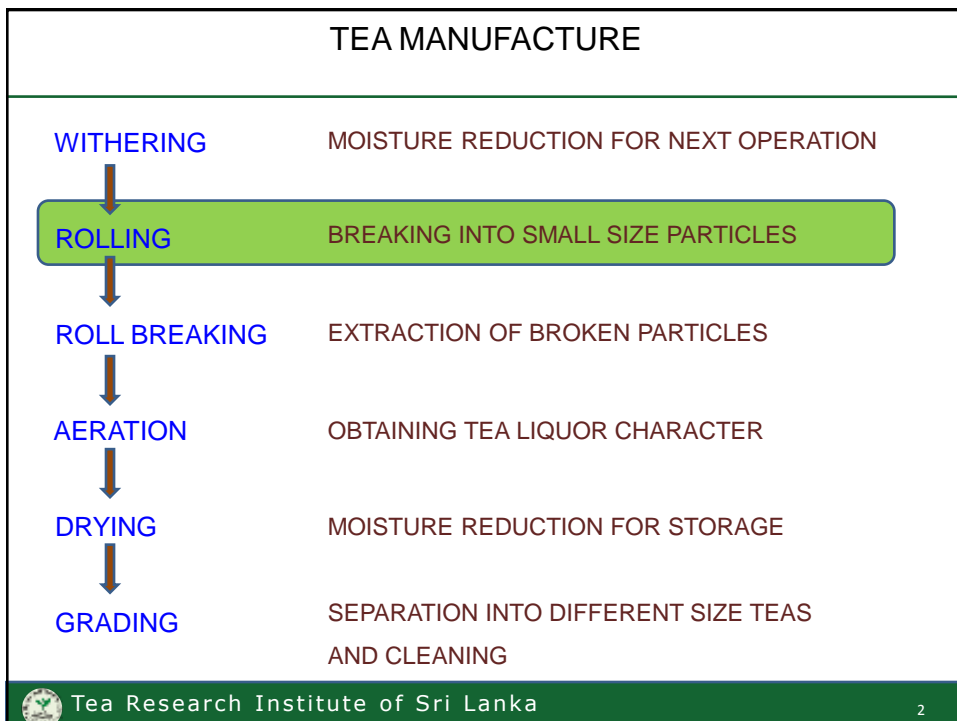 TEA MANUFACTURE
WITHERING MOISTURE REDUCTION FOR NEXT OPERATION
ROLLING BREAKING INTO SMALL SIZE PARTICLES
ROLL BREAKING EXTRACTION OF BROKEN PARTICLES
AERATION OBTAINING TEA LIQUOR CHARACTER
DRYING MOISTURE REDUCTION FOR STORAGE
GRADING SEPARATION INTO DIFFERENT SIZE TEAS
AND CLEANING
Tea Research Institute of Sri Lanka 2